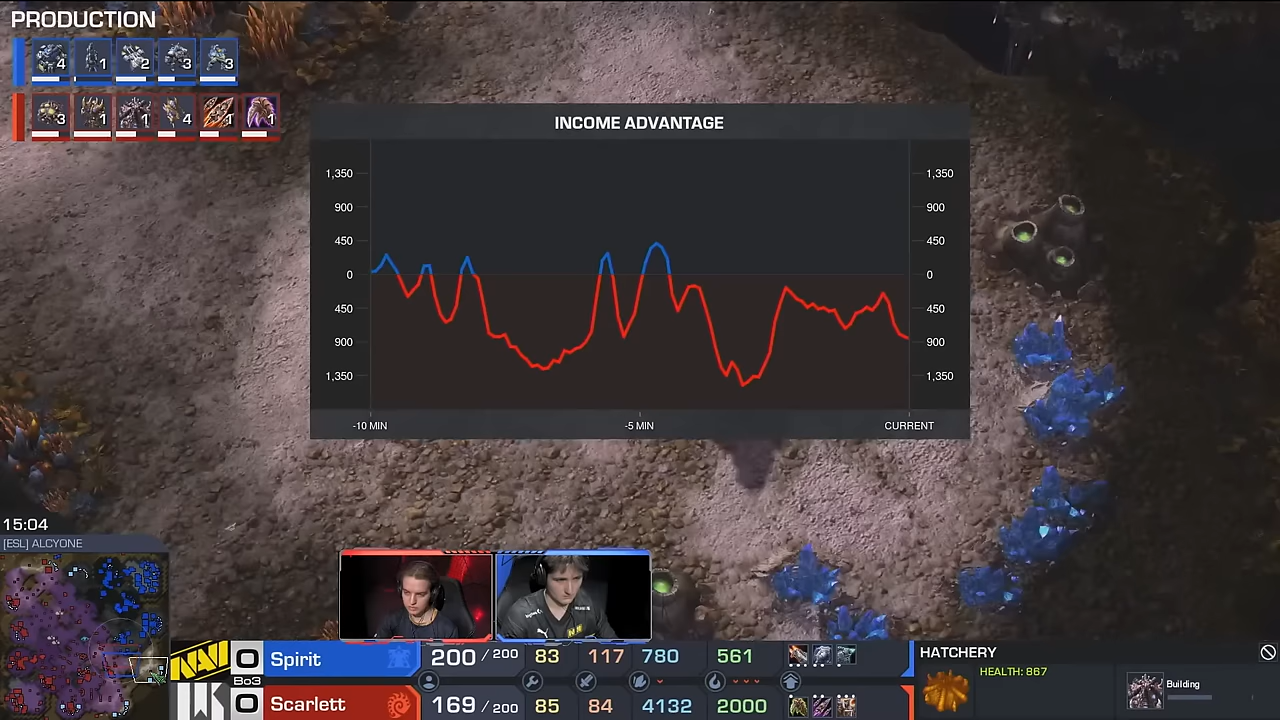 PRODUCTION
4 1 2 3 3
3 1 1 4 1 1
INCOME ADVANTAGE
1,350 1,350
900 900
450 450
0 0
450 450
900 900
1,350 1,350
-10 MIN -5 MIN CURRENT
15:04
[ESL] ALCYONE
NAVI 0 Spirit 200 / 200 83 117 780 561
Bo3
0 Scarlett 169 / 200 85 84 4132 2000
HATCHERY
HEALTH: 867
Building